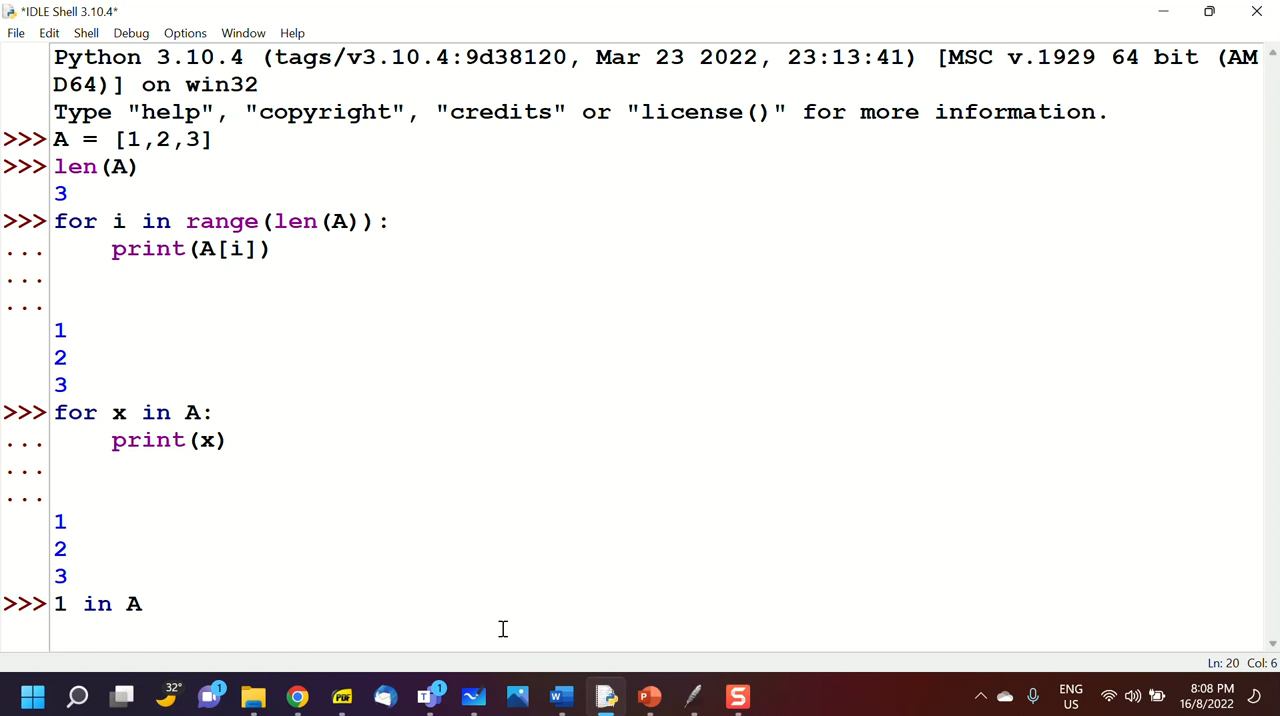 *IDLE Shell 3.10.4*
File Edit Shell Debug Options Window Help
Python 3.10.4 (tags/v3.10.4:9d38120, Mar 23 2022, 23:13:41) [MSC v.1929 64 bit (AM
D64)] on win32
Type "help", "copyright", "credits" or "license()" for more information.
>>> A = [1,2,3]
>>> len(A)
3
>>> for i in range(len(A)):
...     print(A[i])
...
...
1
2
3
>>> for x in A:
...     print(x)
...
...
1
2
3
>>> 1 in A
Ln: 20 Col: 6
32° 1 PDF 1 W P S ENG 8:08 PM
US 16/8/2022